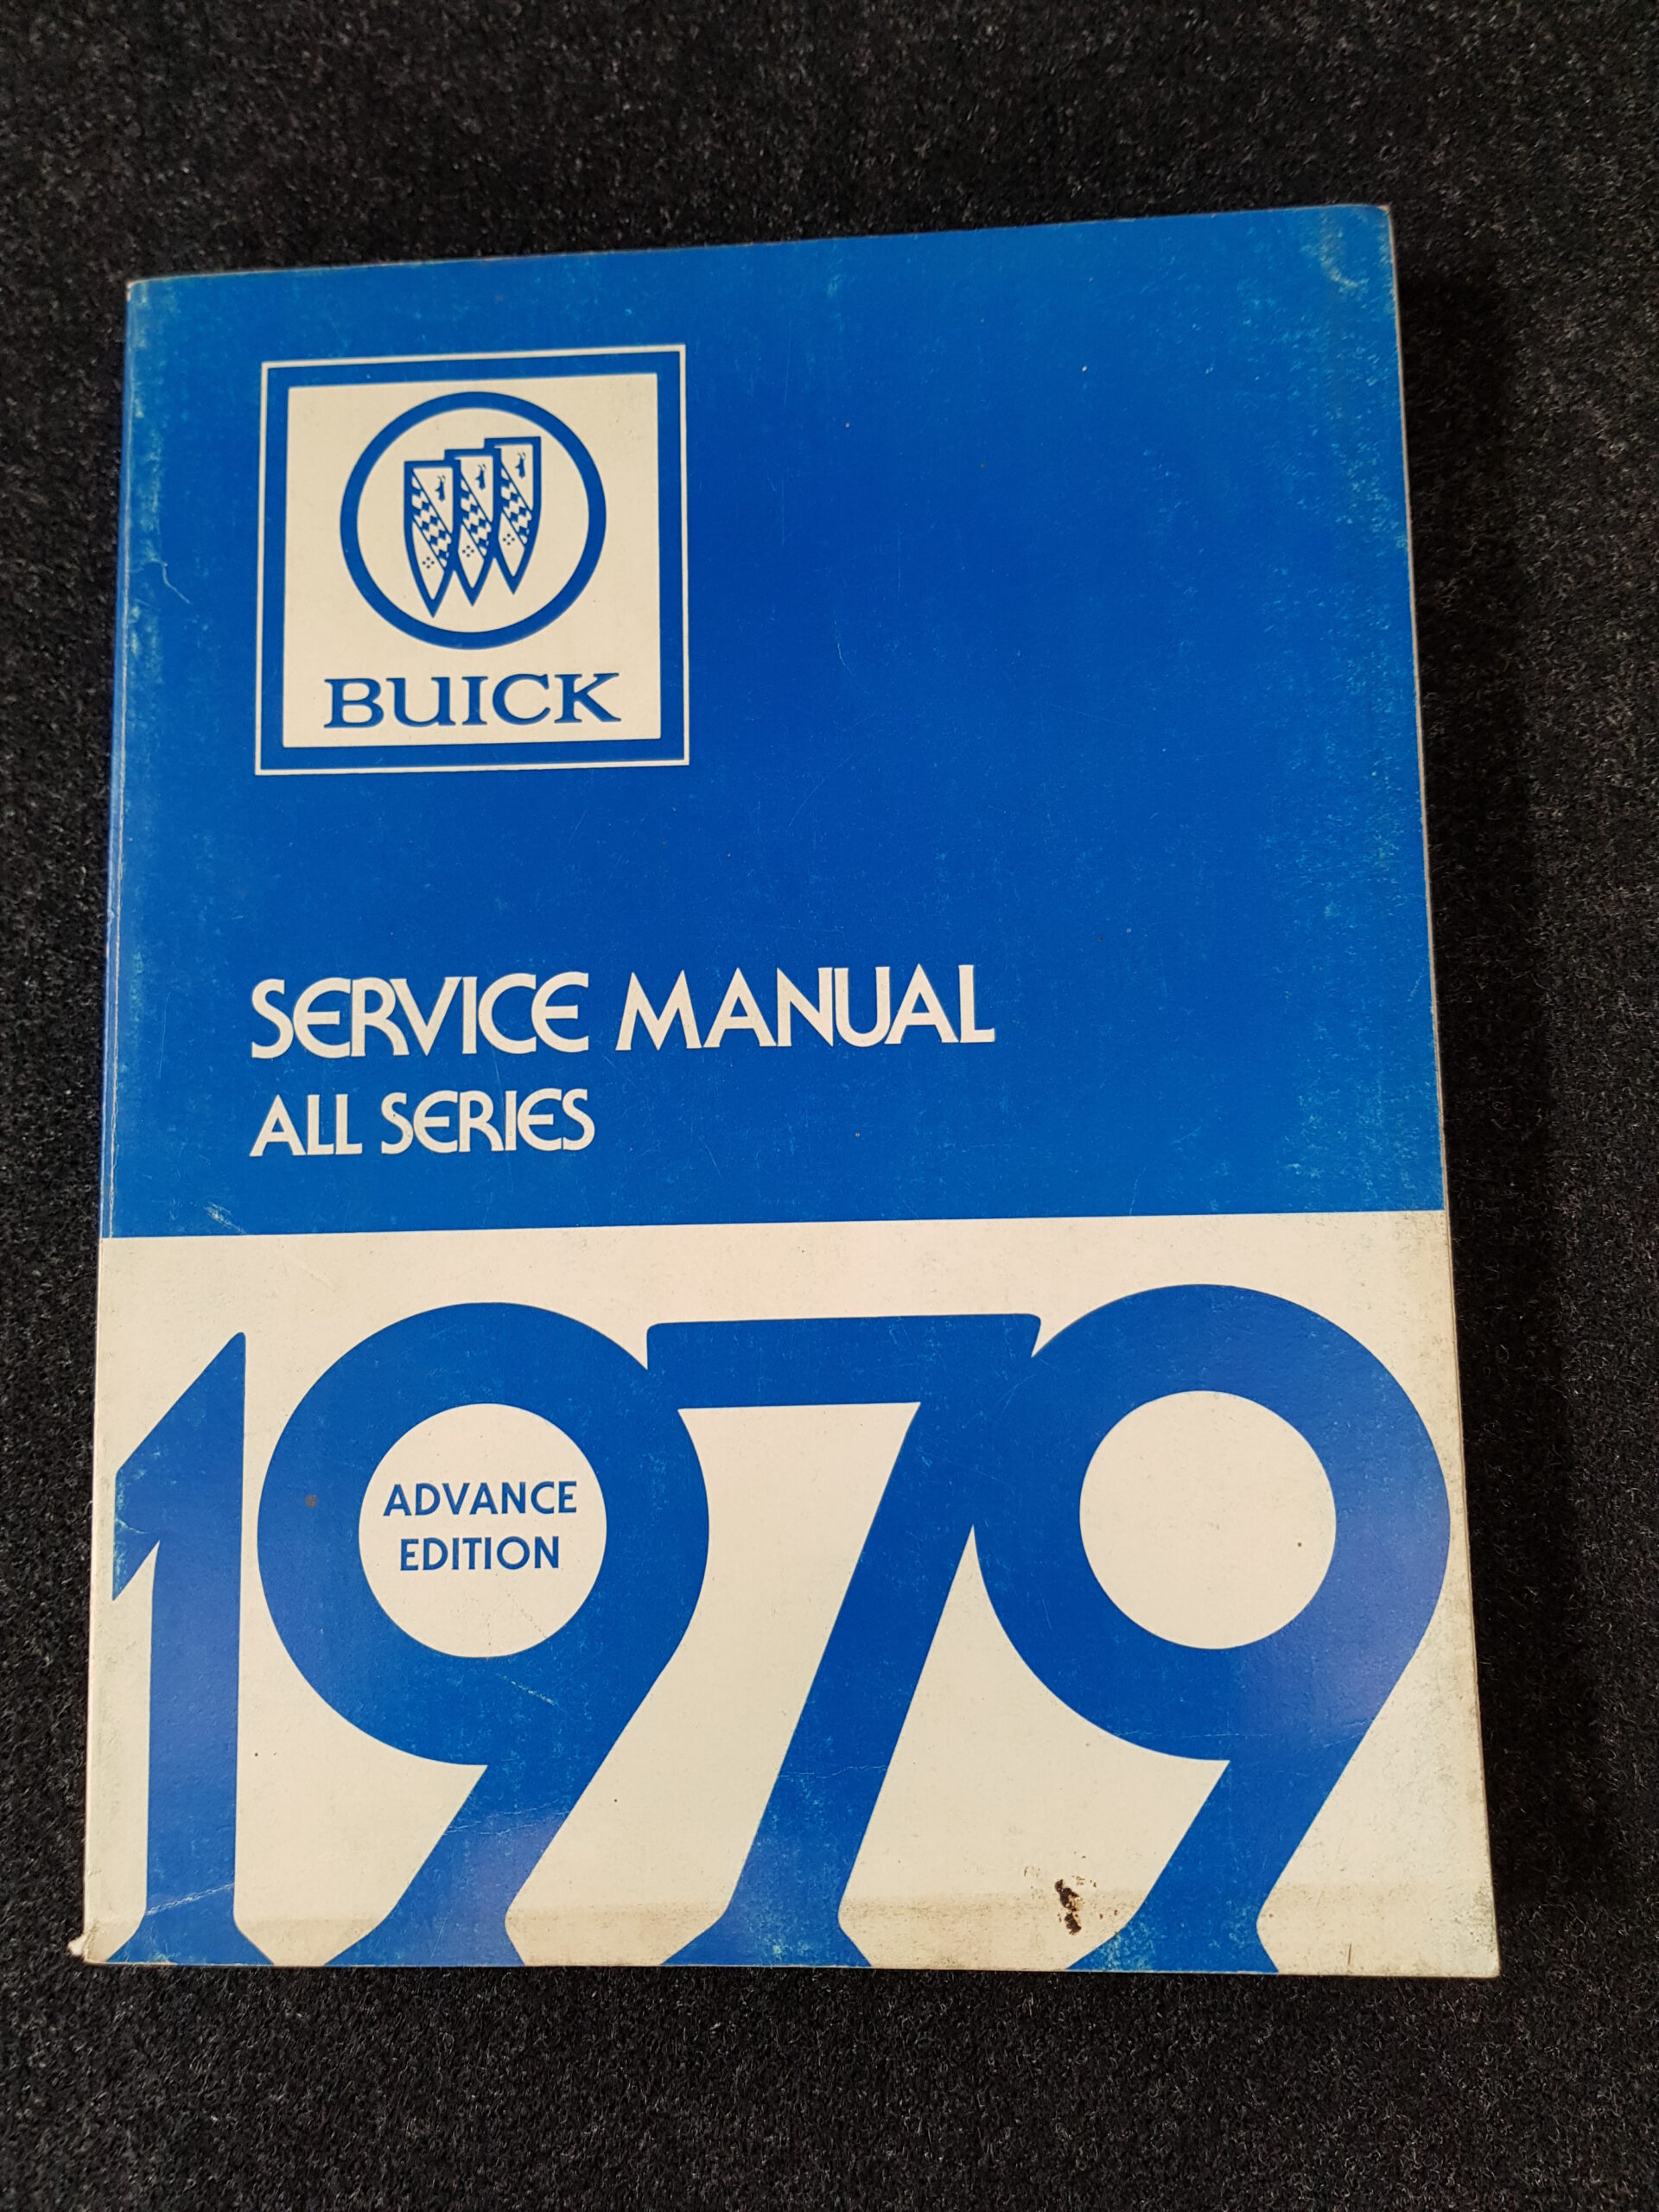 BUICK
SERVICE MANUAL
ALL SERIES
1979
ADVANCE
EDITION